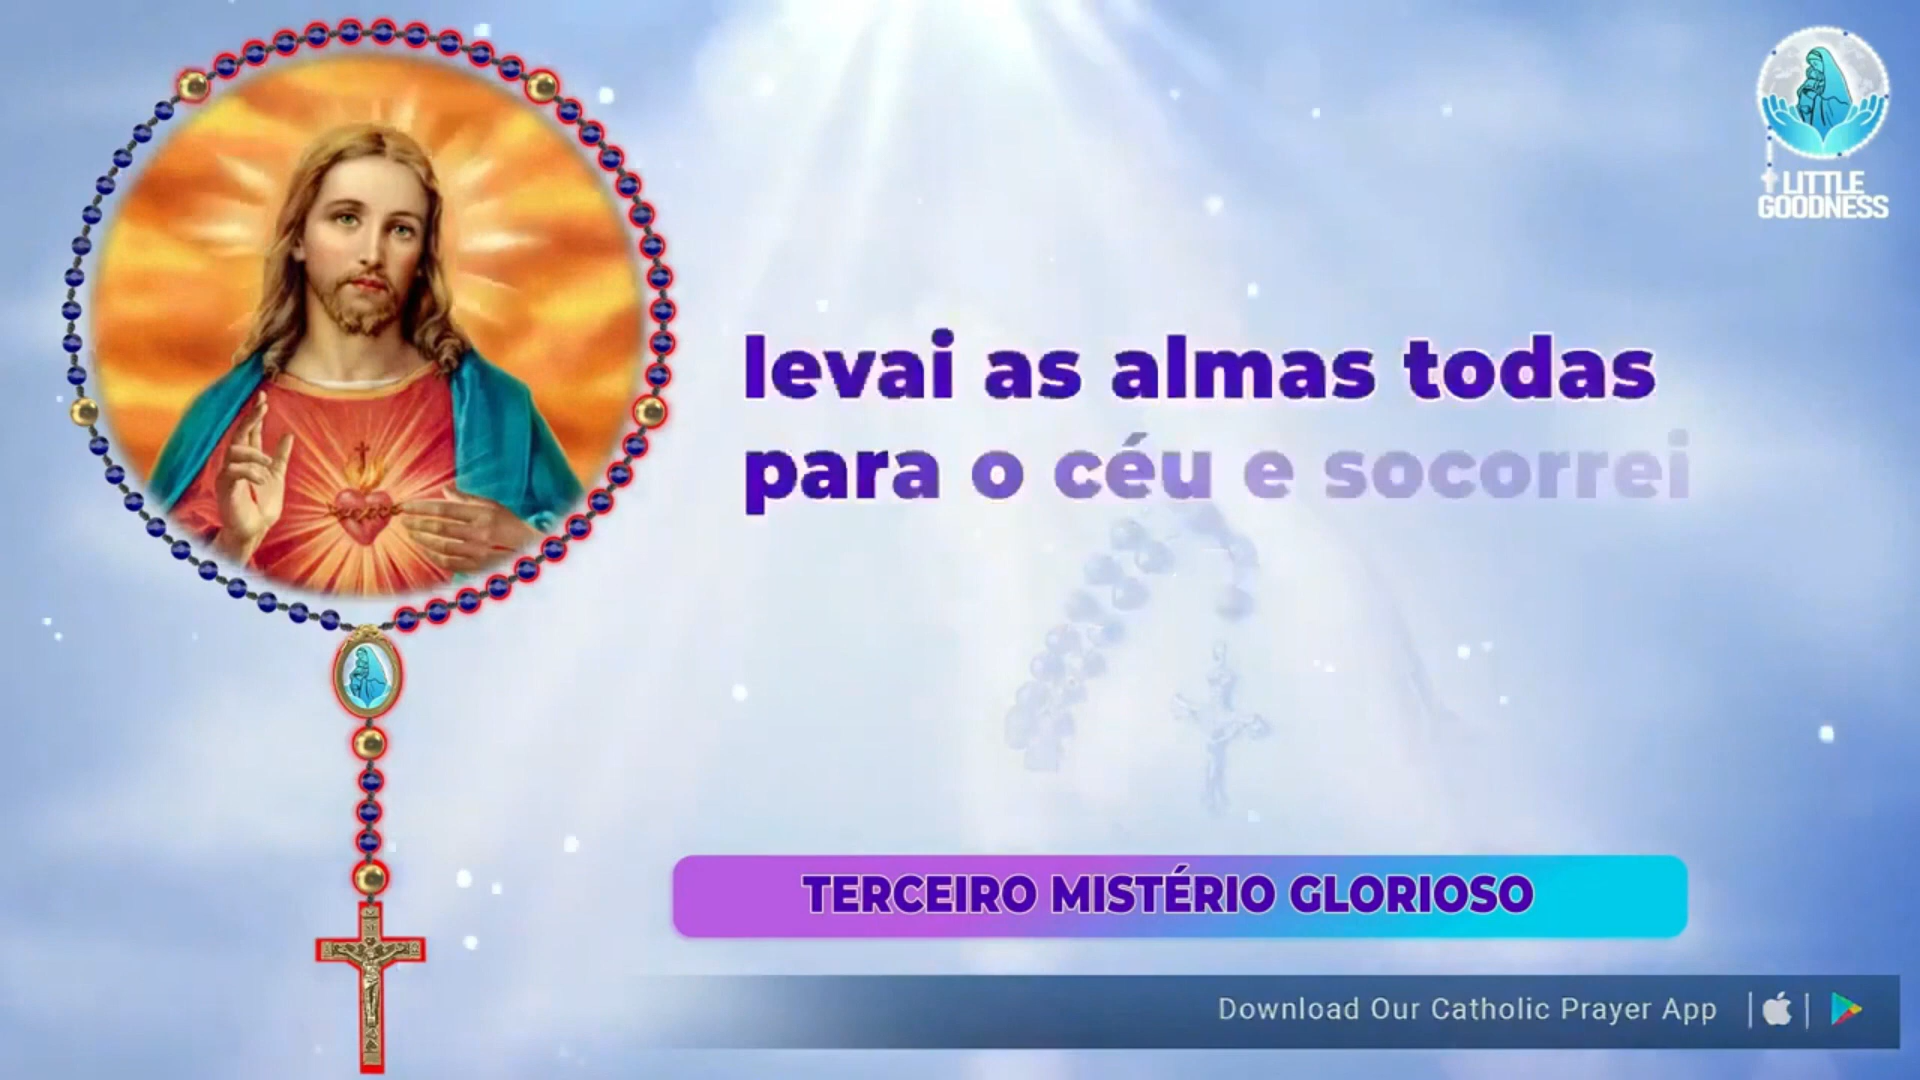 LITTLE
GOODNESS
levai as almas todas
para o céu e socorrei
TERCEIRO MISTÉRIO GLORIOSO
Download Our Catholic Prayer App